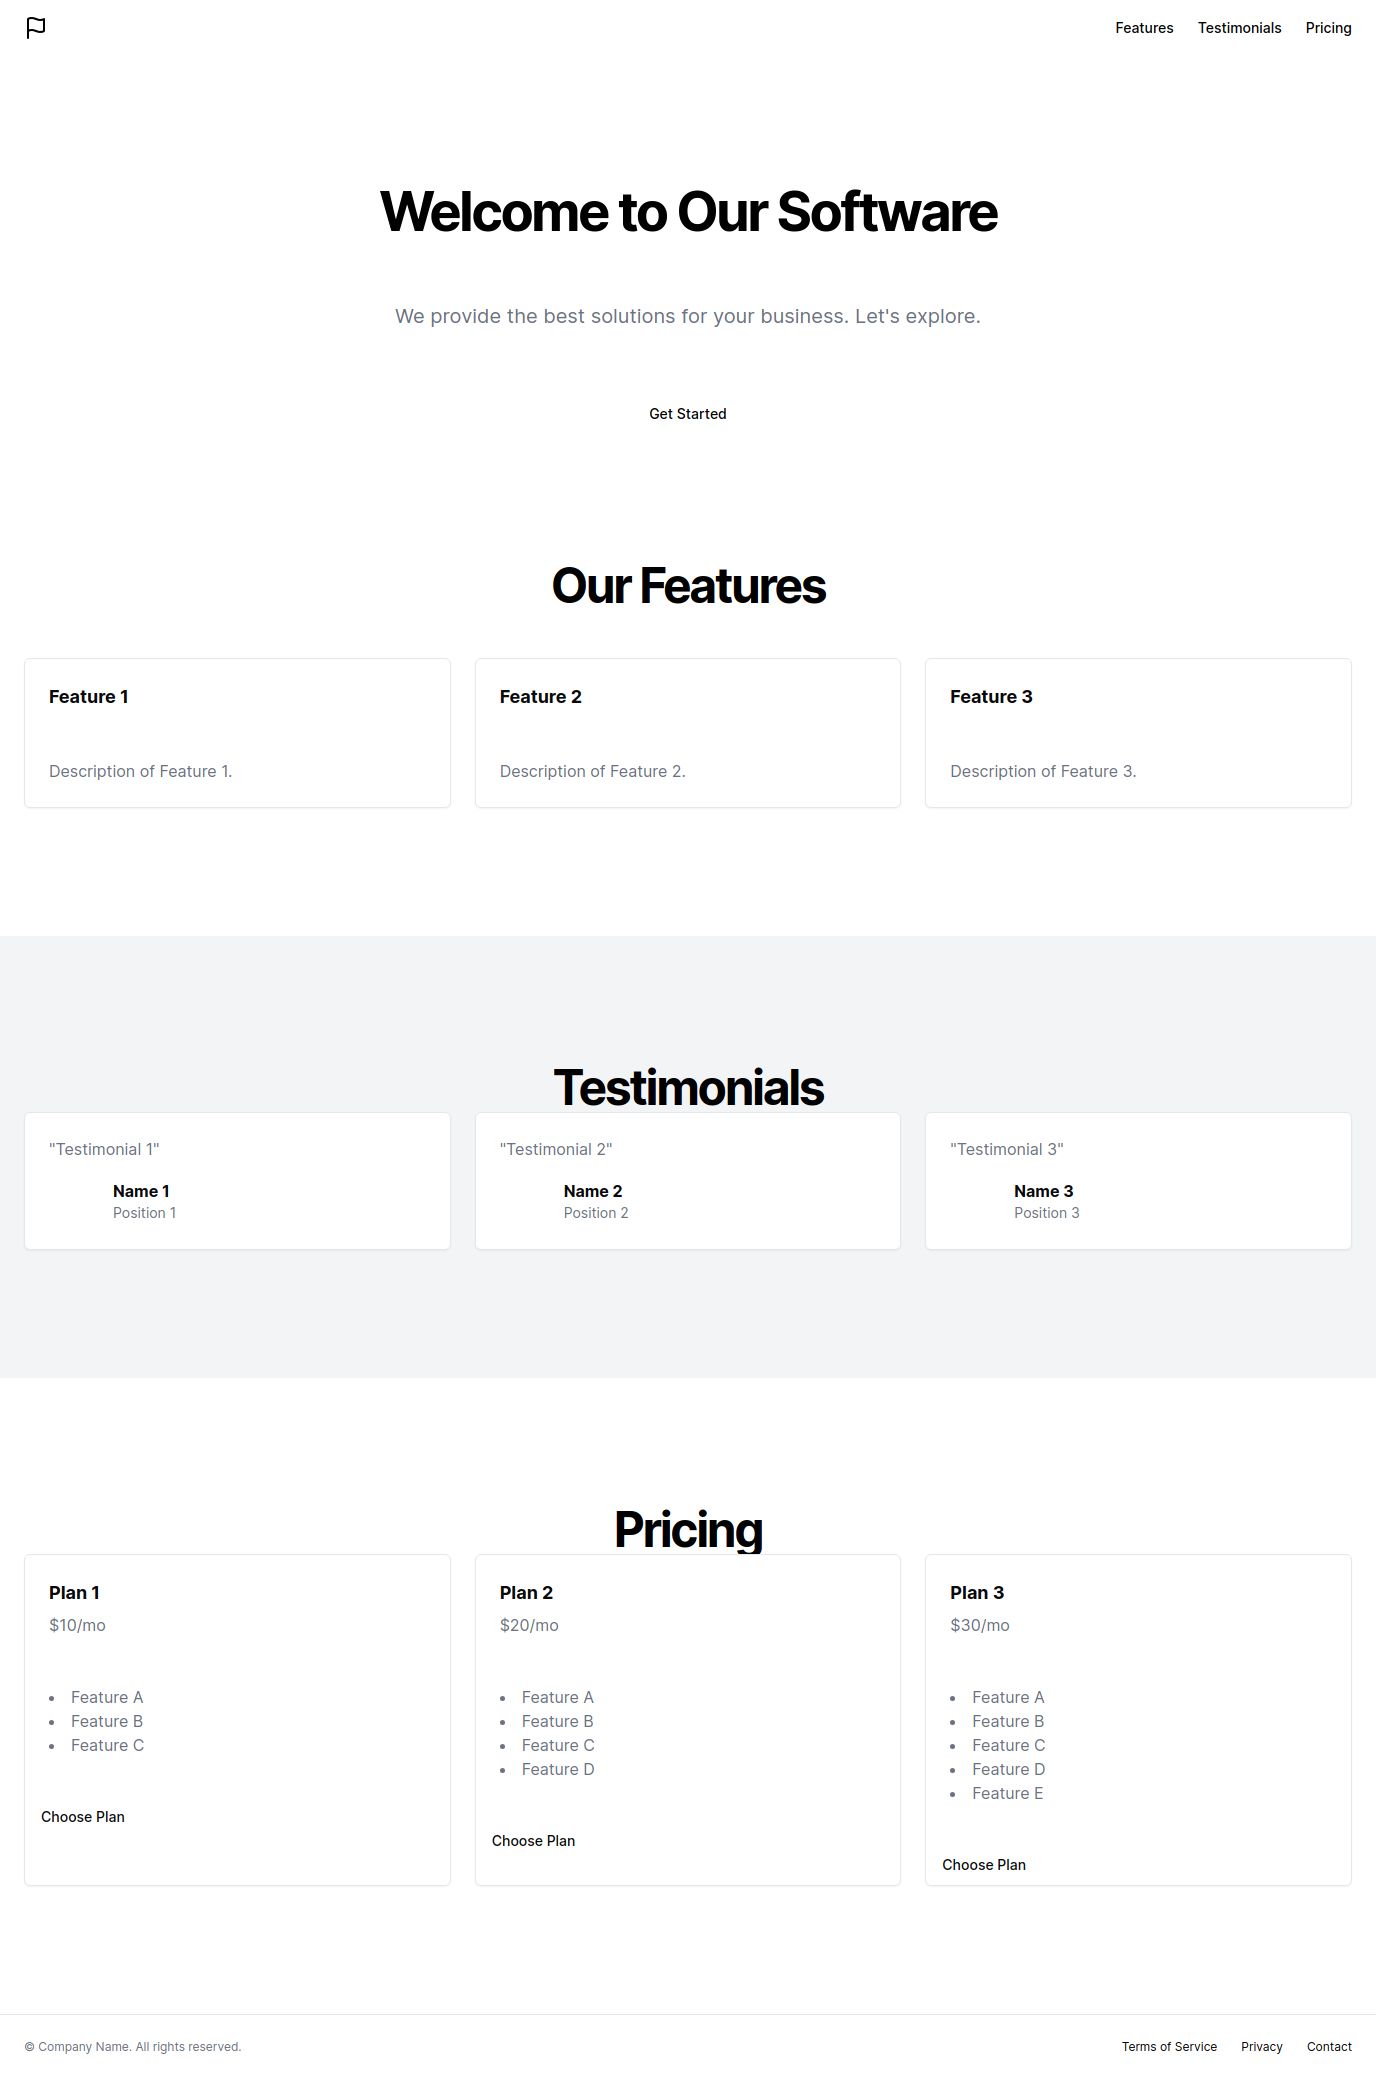 Features Testimonials Pricing
Welcome to Our Software
We provide the best solutions for your business. Let's explore.
Get Started
Our Features
Feature 1
Description of Feature 1.
Feature 2
Description of Feature 2.
Feature 3
Description of Feature 3.
Testimonials
"Testimonial 1"
Name 1
Position 1
"Testimonial 2"
Name 2
Position 2
"Testimonial 3"
Name 3
Position 3
Pricing
Plan 1
$10/mo
• Feature A
• Feature B
• Feature C
Choose Plan
Plan 2
$20/mo
• Feature A
• Feature B
• Feature C
• Feature D
Choose Plan
Plan 3
$30/mo
• Feature A
• Feature B
• Feature C
• Feature D
• Feature E
Choose Plan
© Company Name. All rights reserved.
Terms of Service Privacy Contact